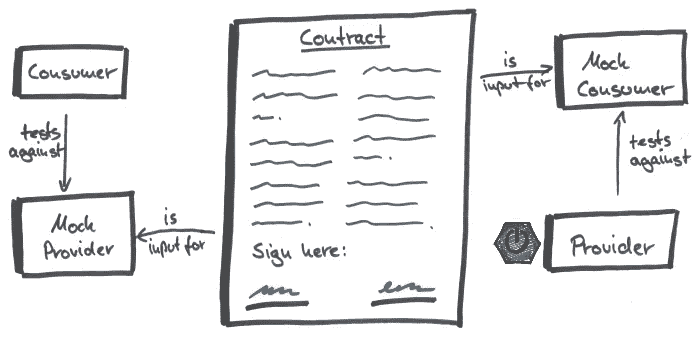 Contract
Consumer
tests
against
Mock
Provider
is
input for
Sign here:
is
input for
Mock
Consumer
tests
against
Provider